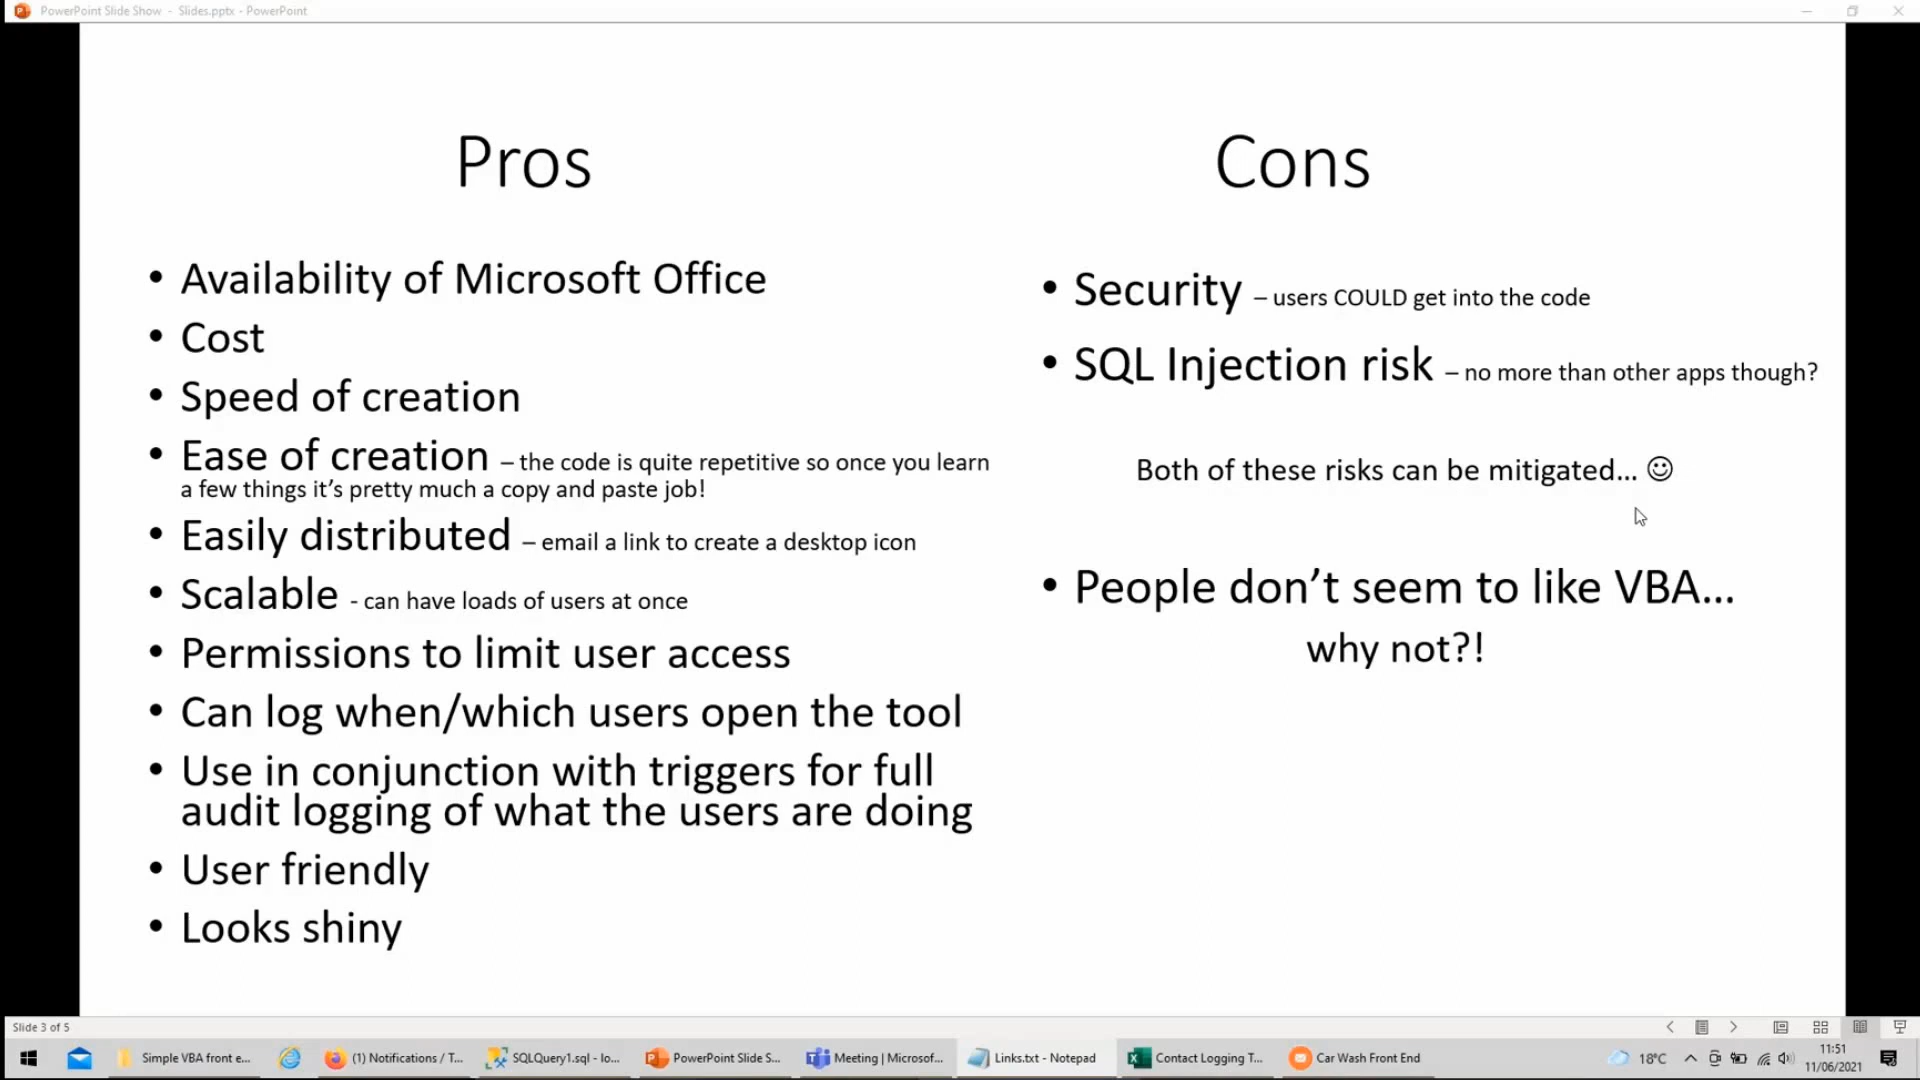 PowerPoint Slide Show - Slides.pptx - PowerPoint
Pros
• Availability of Microsoft Office
• Cost
• Speed of creation
• Ease of creation – the code is quite repetitive so once you learn
a few things it’s pretty much a copy and paste job!
• Easily distributed – email a link to create a desktop icon
• Scalable - can have loads of users at once
• Permissions to limit user access
• Can log when/which users open the tool
• Use in conjunction with triggers for full
audit logging of what the users are doing
• User friendly
• Looks shiny
Cons
• Security – users COULD get into the code
• SQL Injection risk – no more than other apps though?
Both of these risks can be mitigated... ☺
• People don’t seem to like VBA...
why not?!
Slide 3 of 5
Simple VBA front e...
(1) Notifications / T...
SQLQuery1.sql - lo...
PowerPoint Slide S...
Meeting | Microsof...
Links.txt - Notepad
Contact Logging T...
Car Wash Front End
18°C
11:51
11/06/2021